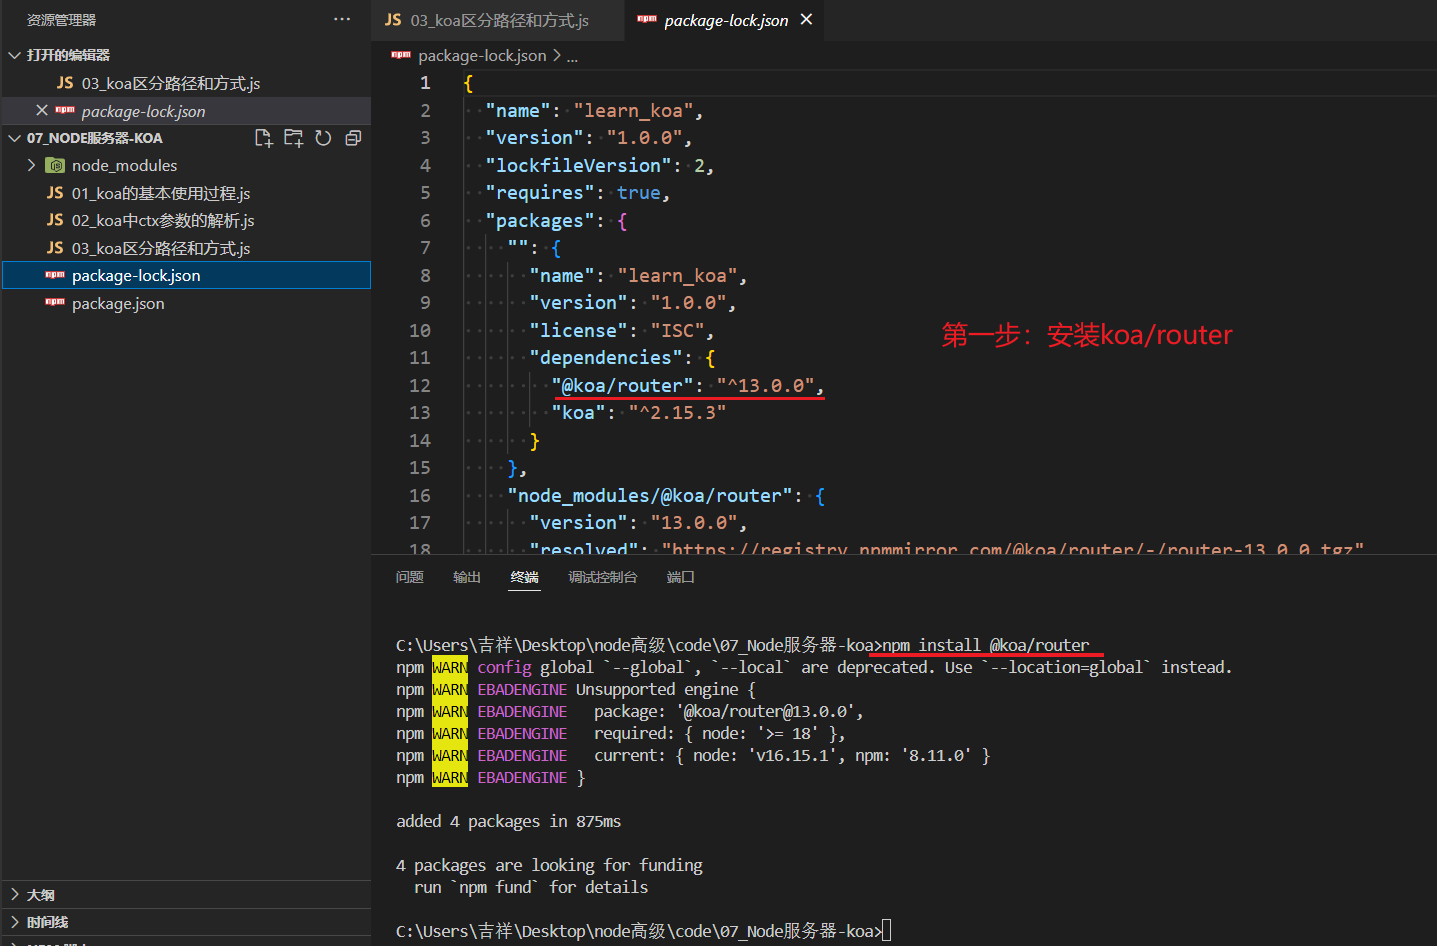 资源管理器
···
打开的编辑器
JS 03_koa区分路径和方式.js
npm package-lock.json
07_NODE服务器-KOA
node_modules
JS 01_koa的基本使用过程.js
JS 02_koa中ctx参数的解析.js
JS 03_koa区分路径和方式.js
npm package-lock.json
npm package.json
大纲
时间线
JS 03_koa区分路径和方式.js
npm package-lock.json
npm package-lock.json > ...
1 {
2 "name": "learn_koa",
3 "version": "1.0.0",
4 "lockfileVersion": 2,
5 "requires": true,
6 "packages": {
7 "": {
8 "name": "learn_koa",
9 "version": "1.0.0",
10 "license": "ISC",
11 "dependencies": {
12 "@koa/router": "^13.0.0",
13 "koa": "^2.15.3"
14 }
15 },
16 "node_modules/@koa/router": {
17 "version": "13.0.0",
18 "resolved": "https://registry.npmmirror.com/@koa/router/-/router-13.0.0.tgz"
第一步：安装koa/router
问题 输出 终端 调试控制台 端口
C:\Users\吉祥\Desktop\node高级\code\07_Node服务器-koa>npm install @koa/router
npm WARN config global `--global`, `--local` are deprecated. Use `--location=global` instead.
npm WARN EBADENGINE Unsupported engine {
npm WARN EBADENGINE   package: '@koa/router@13.0.0',
npm WARN EBADENGINE   required: { node: '>= 18' },
npm WARN EBADENGINE   current: { node: 'v16.15.1', npm: '8.11.0' }
npm WARN EBADENGINE }
added 4 packages in 875ms
4 packages are looking for funding
run `npm fund` for details
C:\Users\吉祥\Desktop\node高级\code\07_Node服务器-koa>